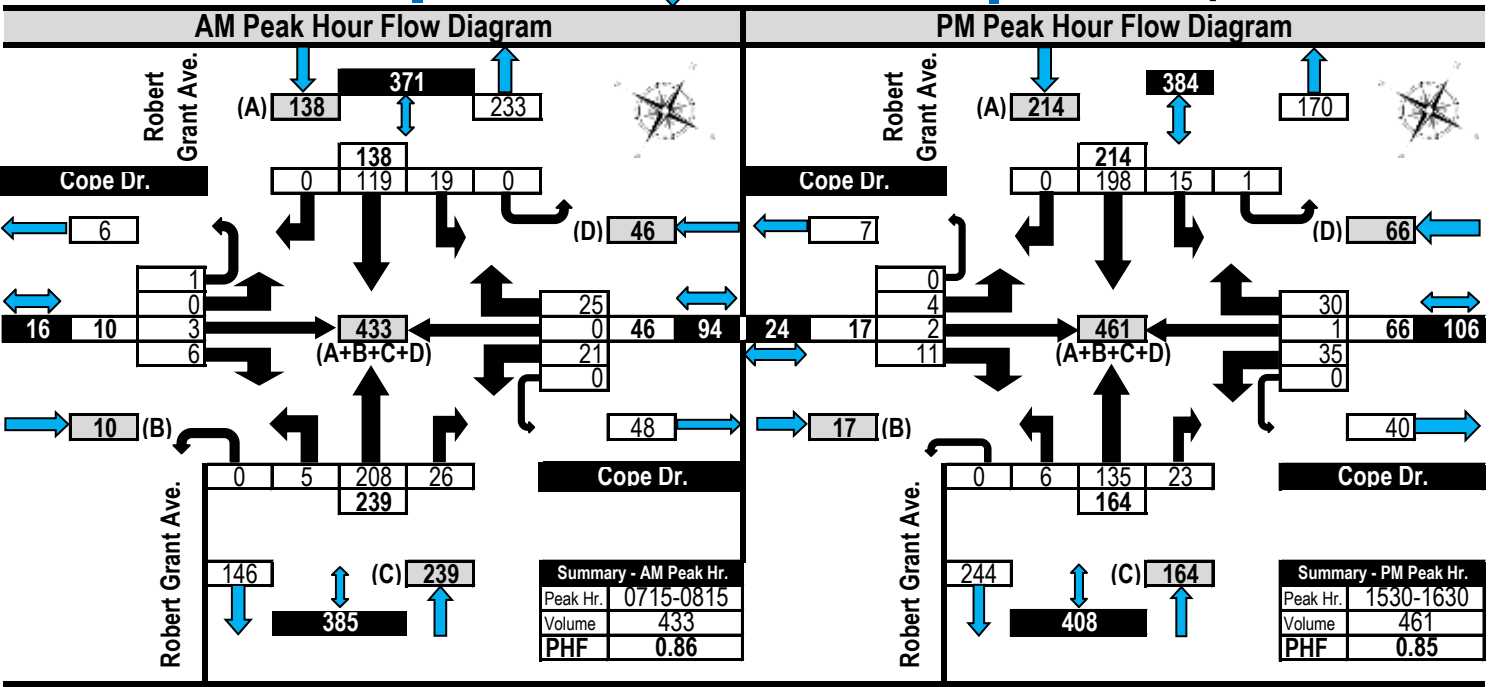 AM Peak Hour Flow Diagram
Robert Grant Ave.
(A) 138 371 233
138
0 119 19 0
Cope Dr.
6
(D) 46
1
0
3
6
16 10
433
(A+B+C+D)
25
0
21
0
46 94
10 (B)
48
0 5 208 26
239
Cope Dr.
Robert Grant Ave.
146
(C) 239
385
Summary - AM Peak Hr.
Peak Hr. 0715-0815
Volume 433
PHF 0.86
PM Peak Hour Flow Diagram
Robert Grant Ave.
(A) 214 384 170
214
0 198 15 1
Cope Dr.
7
(D) 66
0
4
2
11
24 17
461
(A+B+C+D)
30
1
35
0
66 106
17 (B)
40
0 6 135 23
164
Cope Dr.
Robert Grant Ave.
244
(C) 164
408
Summary - PM Peak Hr.
Peak Hr. 1530-1630
Volume 461
PHF 0.85